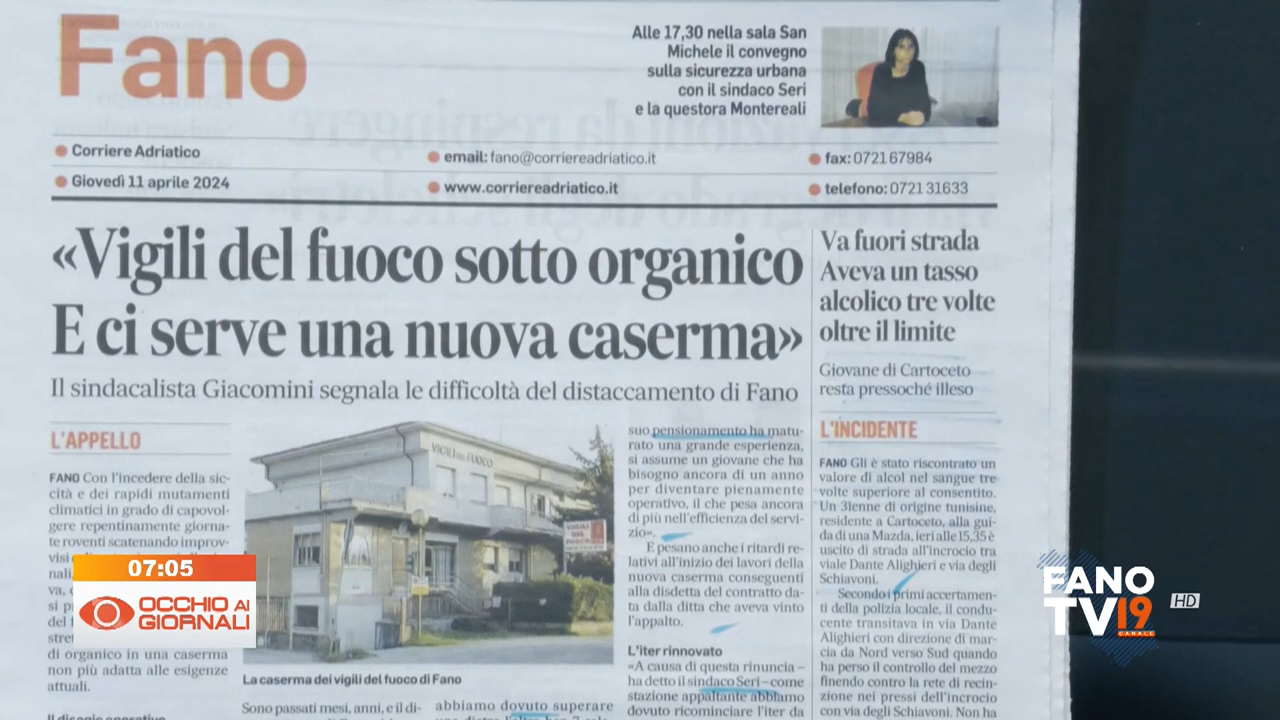 Fano
Alle 17,30 nella sala San
Michele il convegno
sulla sicurezza urbana
con il sindaco Seri
e la questora Montereali
Corriere Adriatico
email: fano@corriereadriatico.it
fax: 0721 67984
Giovedì 11 aprile 2024
www.corriereadriatico.it
telefono: 0721 31633
«Vigili del fuoco sotto organico
E ci serve una nuova caserma»
Il sindacalista Giacomini segnala le difficoltà del distaccamento di Fano
L'APPELLO
FANO Con l'incedere della sic-
cità e dei rapidi mutamenti
climatici in grado di capovol-
gere repentinamente giorna-
te roventi scatenando improv-
visi
nali
va,
si p
del
stre
di organico in una caserma
non più adatta alle esigenze
attuali.
Il disagio operativo
VIGILI DEL FUOCO
VIGILI
DEL FUOCO
La caserma dei vigili del fuoco di Fano
Sono passati mesi, anni, e il di-
abbiamo dovuto superare
suo pensionamento ha matu-
rato una grande esperienza,
si assume un giovane che ha
bisogno ancora di un anno
per diventare pienamente
operativo, il che pesa ancora
di più nell'efficienza del servi-
zio».
E pesano anche i ritardi re-
lativi all'inizio dei lavori della
nuova caserma conseguenti
alla disdetta del contratto da-
ta dalla ditta che aveva vinto
l'appalto.
L'iter rinnovato
«A causa di questa rinuncia –
ha detto il sindaco Seri – come
stazione appaltante abbiamo
dovuto ricominciare l'iter da
Va fuori strada
Aveva un tasso
alcolico tre volte
oltre il limite
Giovane di Cartoceto
resta pressoché illeso
L'INCIDENTE
FANO Gli è stato riscontrato un
valore di alcol nel sangue tre
volte superiore al consentito.
Un 31enne di origine tunisine,
residente a Cartoceto, alla gui-
da di una Mazda, ieri alle 15,35 è
uscito di strada all'incrocio tra
viale Dante Alighieri e via degli
Schiavoni.
Secondo i primi accertamen-
ti della polizia locale, il condu-
cente transitava in via Dante
Alighieri con direzione di mar-
cia da Nord verso Sud quando
ha perso il controllo del mezzo
finendo contro la rete di recin-
zione nei pressi dell'incrocio
con via degli Schiavoni. Non ha
07:05
OCCHIO AI
GIORNALI
FANO
TV19
CANALE
HD